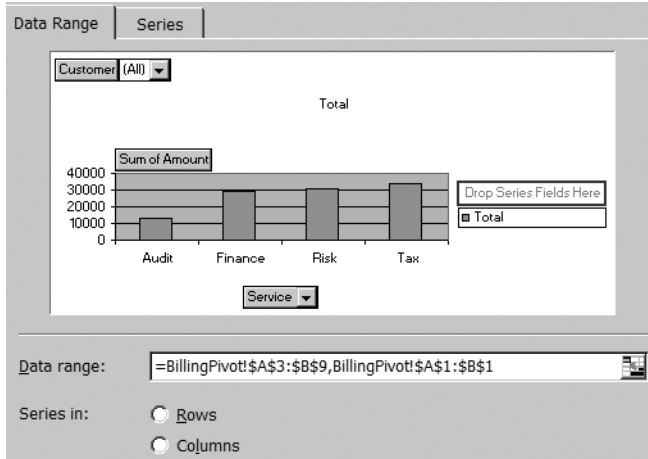 Data Range Series
Customer (All)
Total
Sum of Amount
40000
30000
20000
10000
0
Drop Series Fields Here
Total
Audit Finance Risk Tax
Service
Data range: =BillingPivot!$A$3:$B$9,BillingPivot!$A$1:$B$1
Series in: Rows
Columns